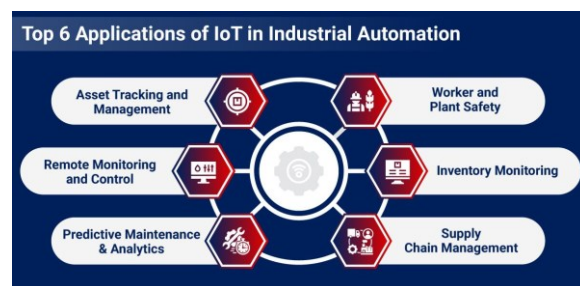 Top 6 Applications of IoT in Industrial Automation
Asset Tracking and
Management
Worker and
Plant Safety
Remote Monitoring
and Control
Inventory Monitoring
Predictive Maintenance
& Analytics
Supply
Chain Management